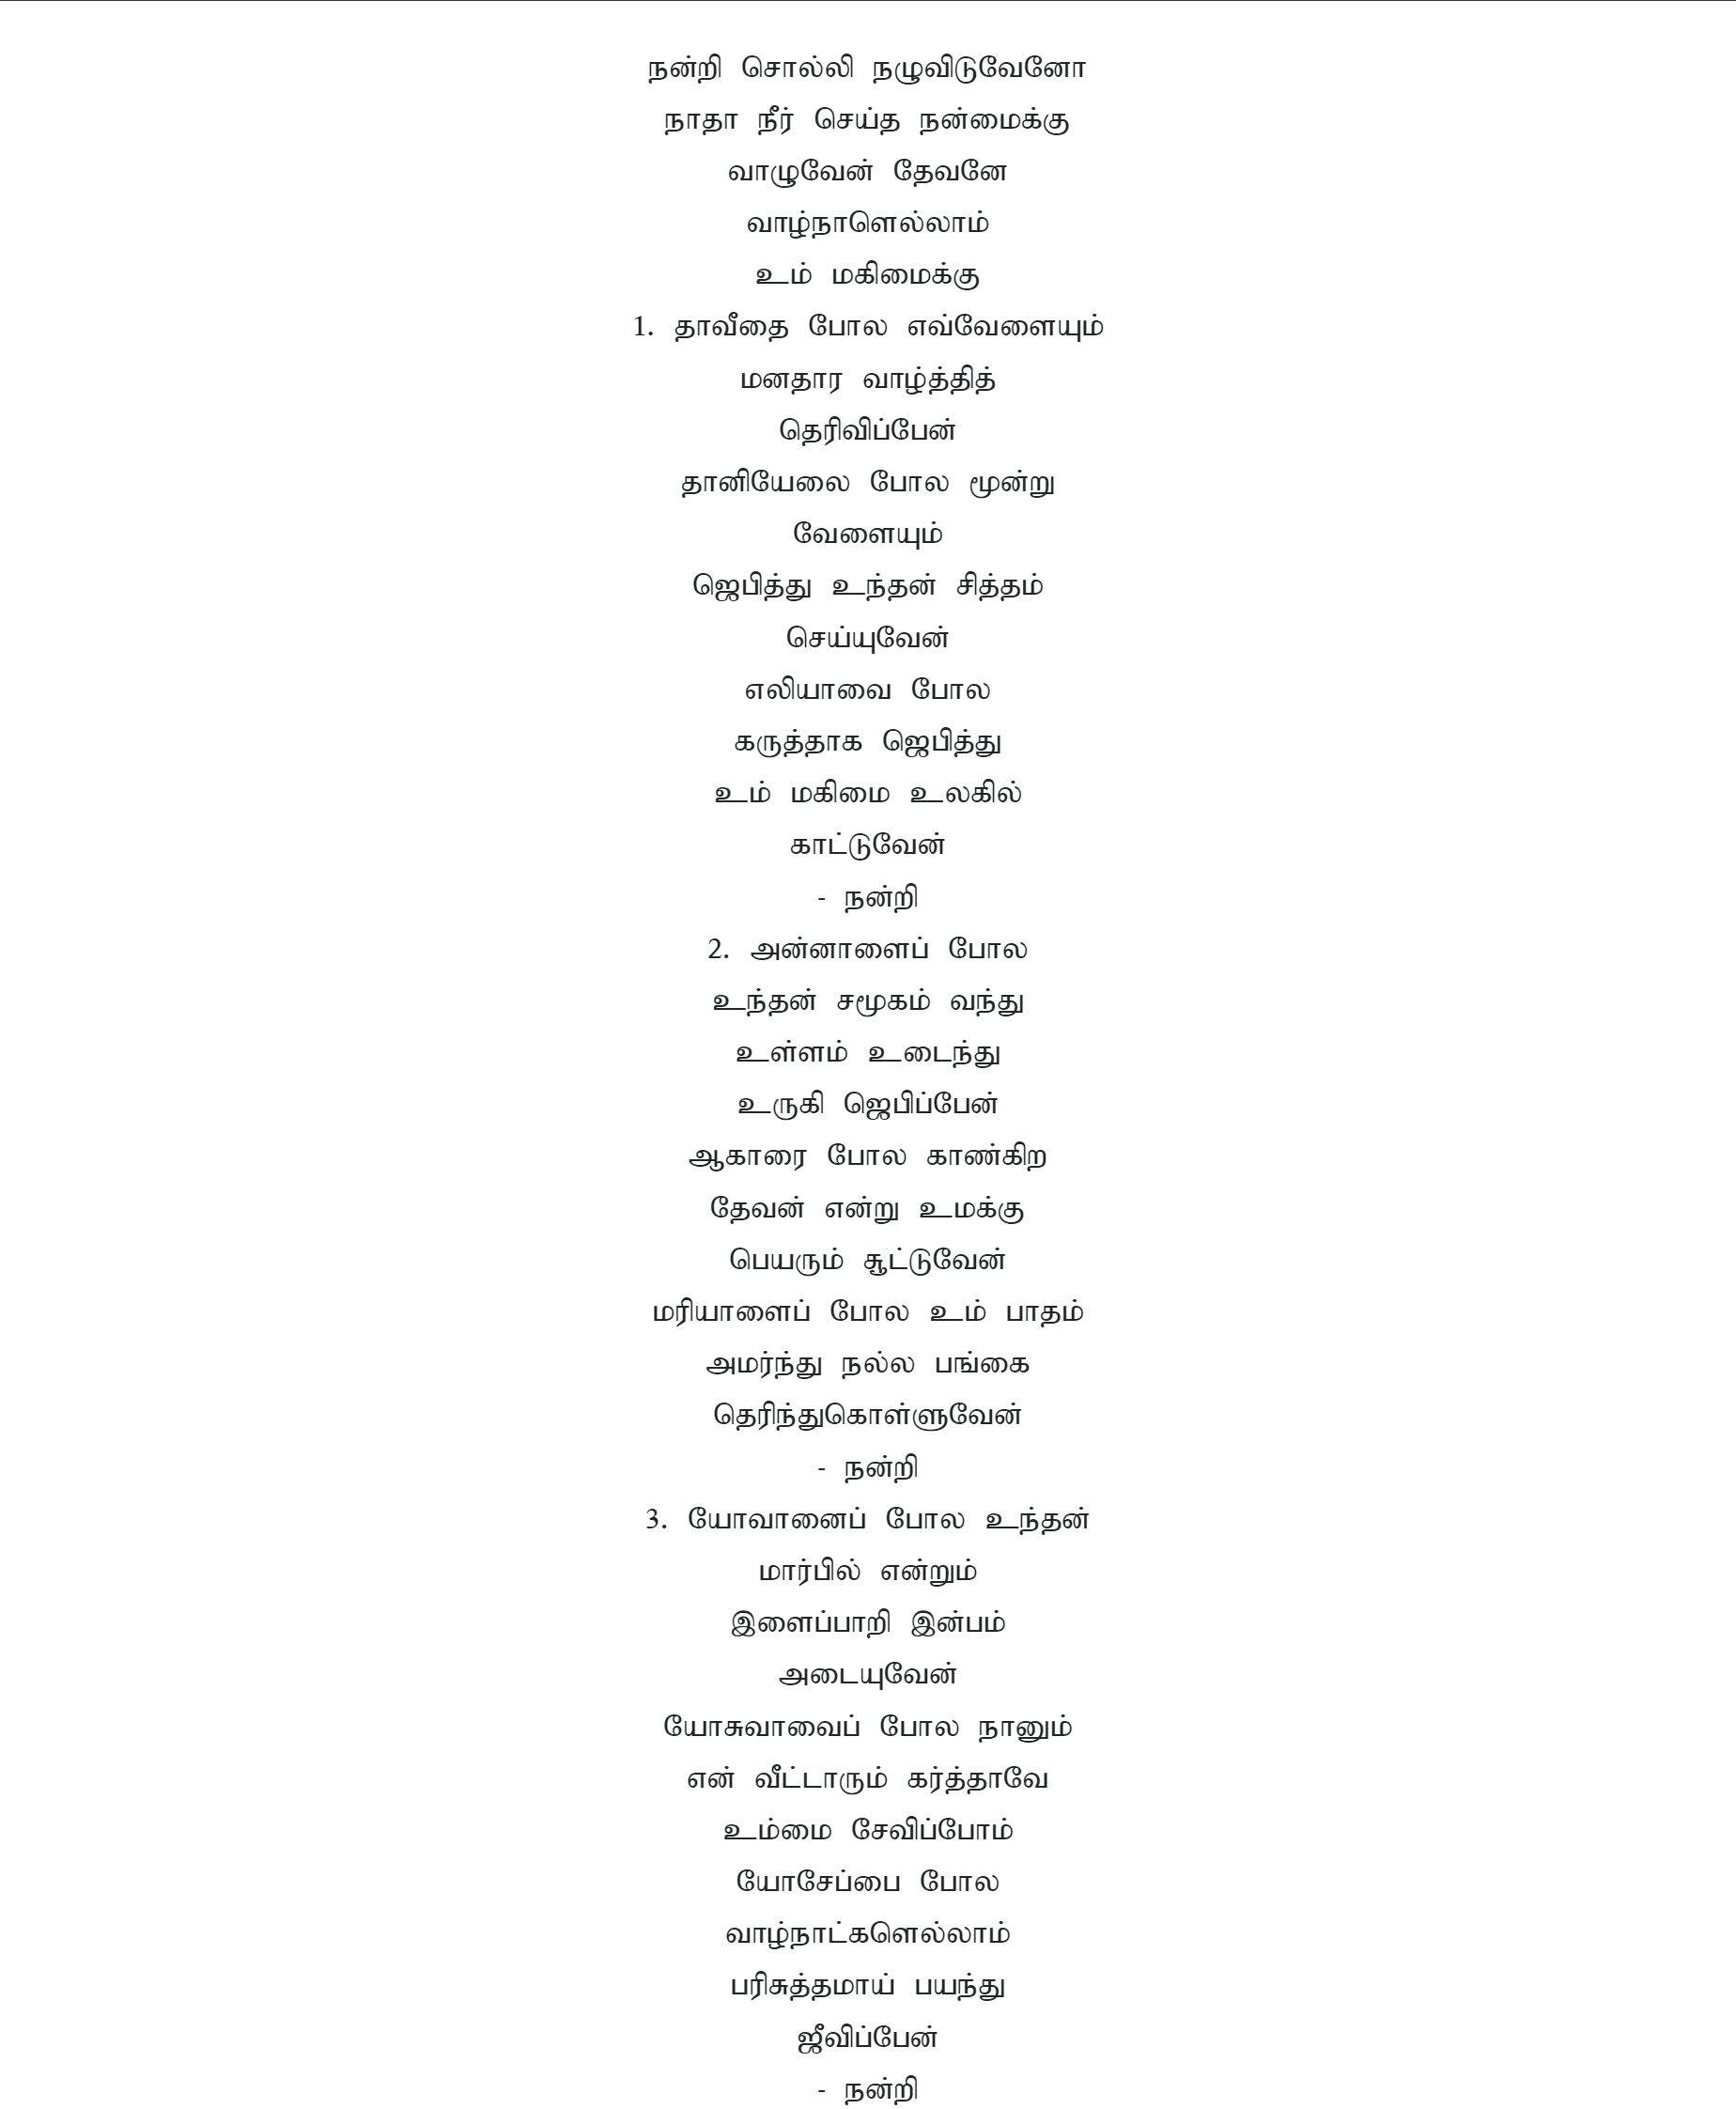 நன்றி சொல்லி நழுவிடுவேனோ
நாதா நீர் செய்த நன்மைக்கு
வாழுவேன் தேவனே
வாழ்நாளெல்லாம்
உம் மகிமைக்கு
1. தாவீதை போல எவ்வேளையும்
மனதார வாழ்த்தித்
தெரிவிப்பேன்
தானியேலை போல மூன்று
வேளையும்
ஜெபித்து உந்தன் சித்தம்
செய்யுவேன்
எலியாவை போல
கருத்தாக ஜெபித்து
உம் மகிமை உலகில்
காட்டுவேன்
- நன்றி
2. அன்னாளைப் போல
உந்தன் சமூகம் வந்து
உள்ளம் உடைந்து
உருகி ஜெபிப்பேன்
ஆகாரை போல காண்கிற
தேவன் என்று உமக்கு
பெயரும் சூட்டுவேன்
மரியாளைப் போல உம் பாதம்
அமர்ந்து நல்ல பங்கை
தெரிந்துகொள்ளுவேன்
- நன்றி
3. யோவானைப் போல உந்தன்
மார்பில் என்றும்
இளைப்பாறி இன்பம்
அடையுவேன்
யோசுவாவைப் போல நானும்
என் வீட்டாரும் கர்த்தாவே
உம்மை சேவிப்போம்
யோசேப்பை போல
வாழ்நாட்களெல்லாம்
பரிசுத்தமாய் பயந்து
ஜீவிப்பேன்
- நன்றி